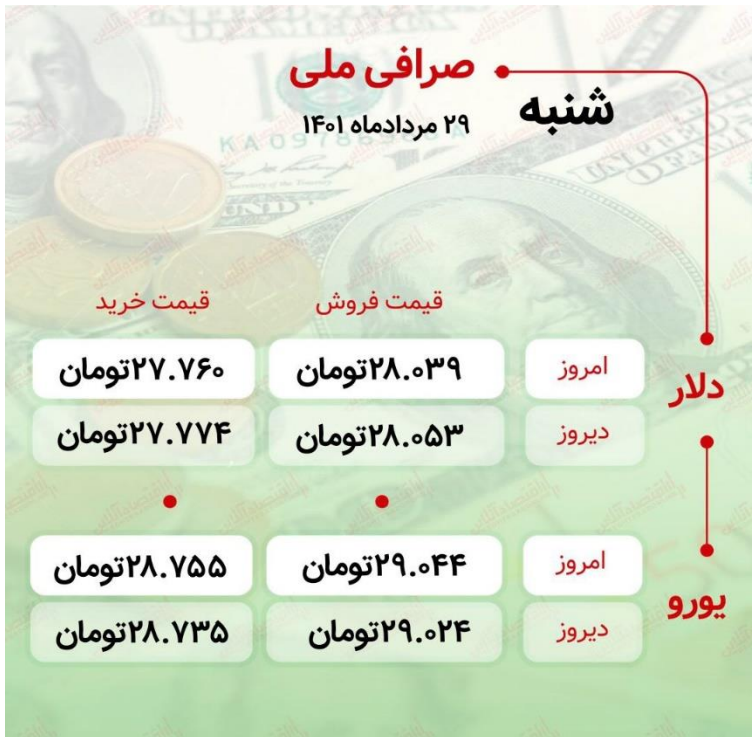 صرافی ملی
شنبه
۲۹ مردادماه ۱۴۰۱
قیمت فروش قیمت خرید
دلار
امروز ۲۸.۰۳۹تومان ۲۷.۷۶۰تومان
دیروز ۲۸.۰۵۳تومان ۲۷.۷۷۴تومان
یورو
امروز ۲۹.۰۴۴تومان ۲۸.۷۵۵تومان
دیروز ۲۹.۰۲۴تومان ۲۸.۷۳۵تومان